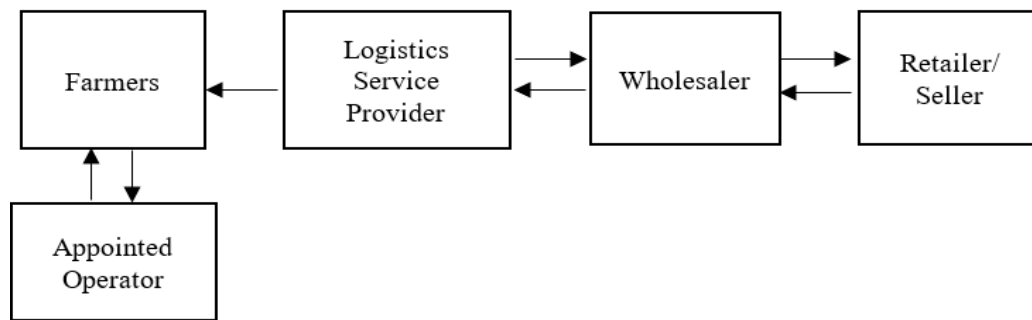 Farmers
Logistics
Service
Provider
Wholesaler
Retailer/
Seller
Appointed
Operator